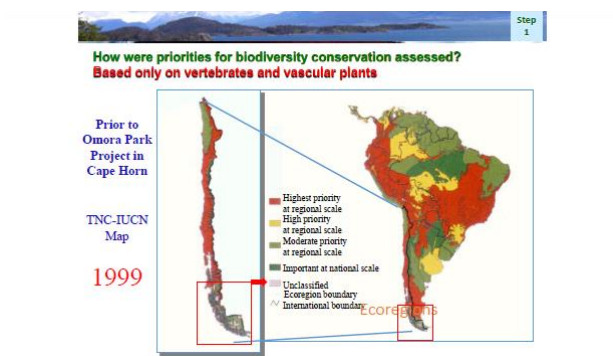 Step
1
How were priorities for biodiversity conservation assessed?
Based only on vertebrates and vascular plants
Prior to
Omora Park
Project in
Cape Horn
TNC-IUCN
Map
1999
Highest priority
at regional scale
High priority
at regional scale
Moderate priority
at regional scale
Important at national scale
Unclassified
Ecoregion boundary
International boundary
Ecoregions